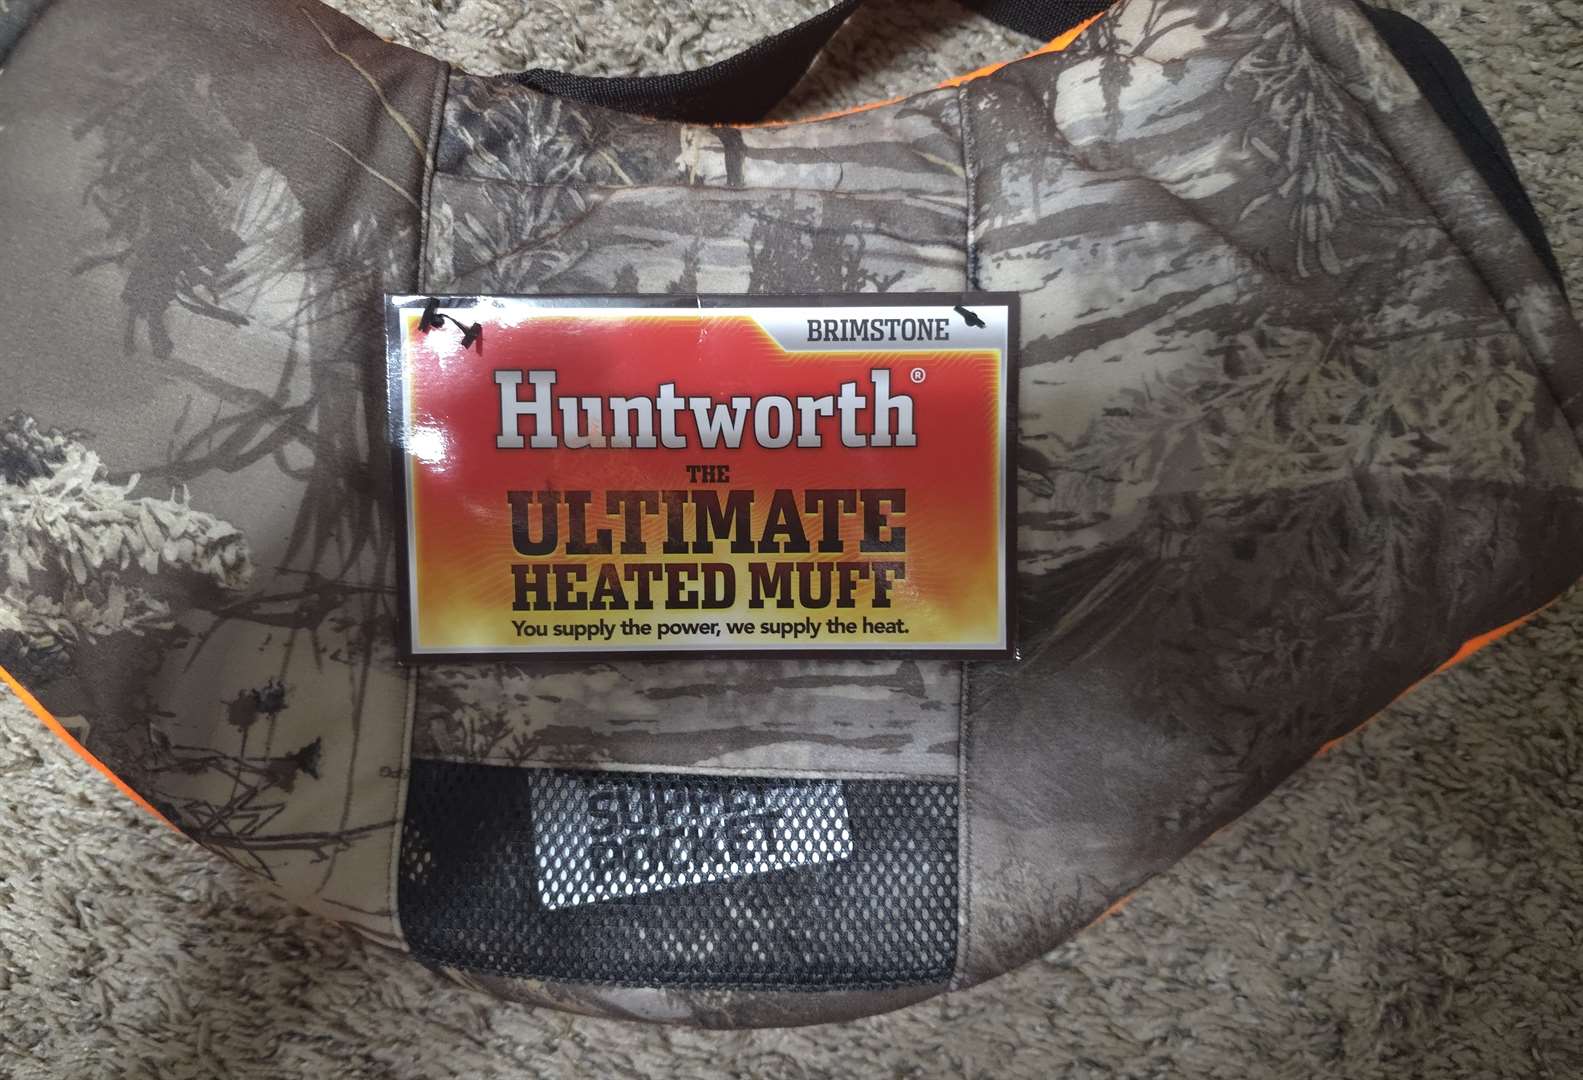 BRIMSTONE
Huntworth®
THE
ULTIMATE
HEATED MUFF
You supply the power, we supply the heat.